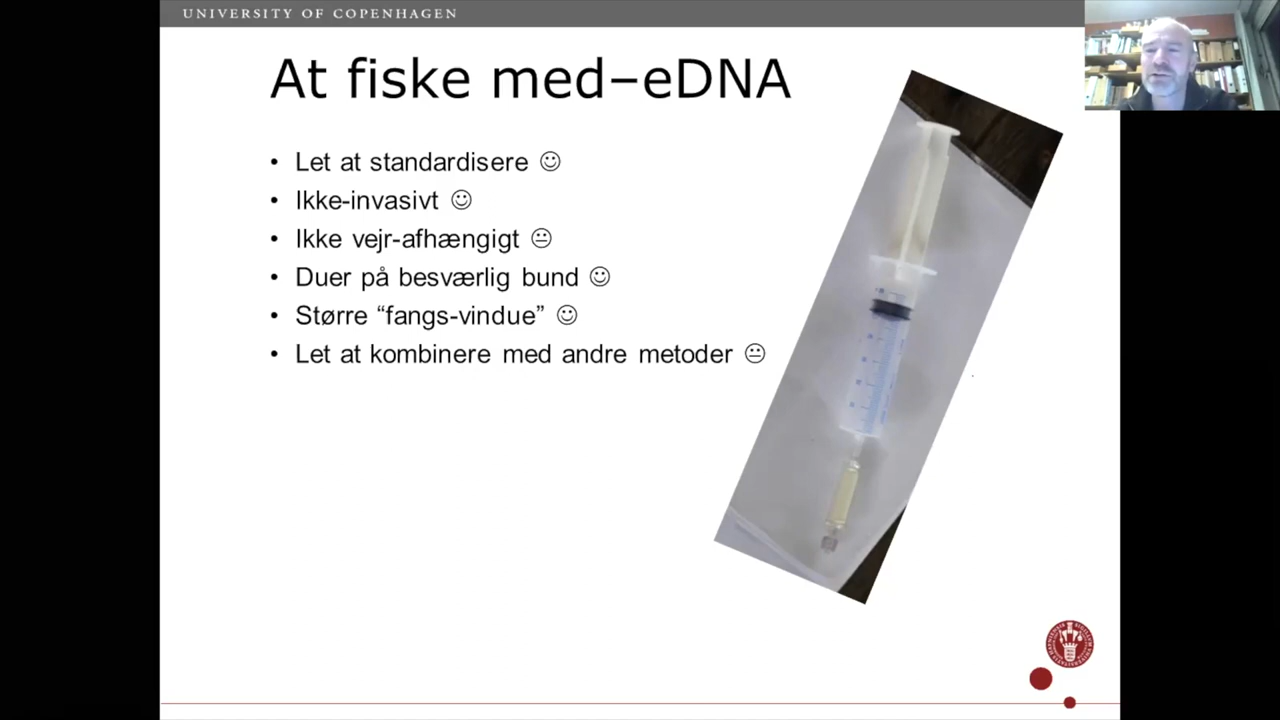 UNIVERSITY OF COPENHAGEN
At fiske med–eDNA
• Let at standardisere ☺
• Ikke-invasivt ☺
• Ikke vejr-afhængigt 😐
• Duer på besværlig bund ☺
• Større “fangs-vindue” ☺
• Let at kombinere med andre metoder 😐